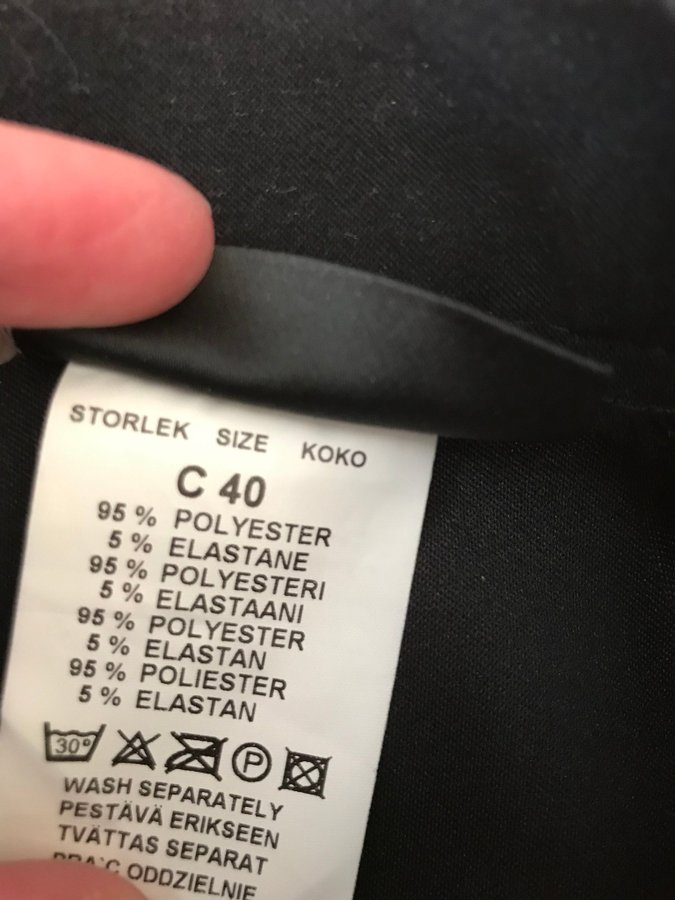 STORLEK SIZE KOKO
C 40
95 % POLYESTER
5 % ELASTANE
95 % POLYESTERI
5 % ELASTAANI
95 % POLYESTER
5 % ELASTAN
95 % POLIESTER
5 % ELASTAN
30° P
WASH SEPARATELY
PESTÄVÄ ERIKSEEN
TVÄTTAS SEPARAT
ODDZIELNIE